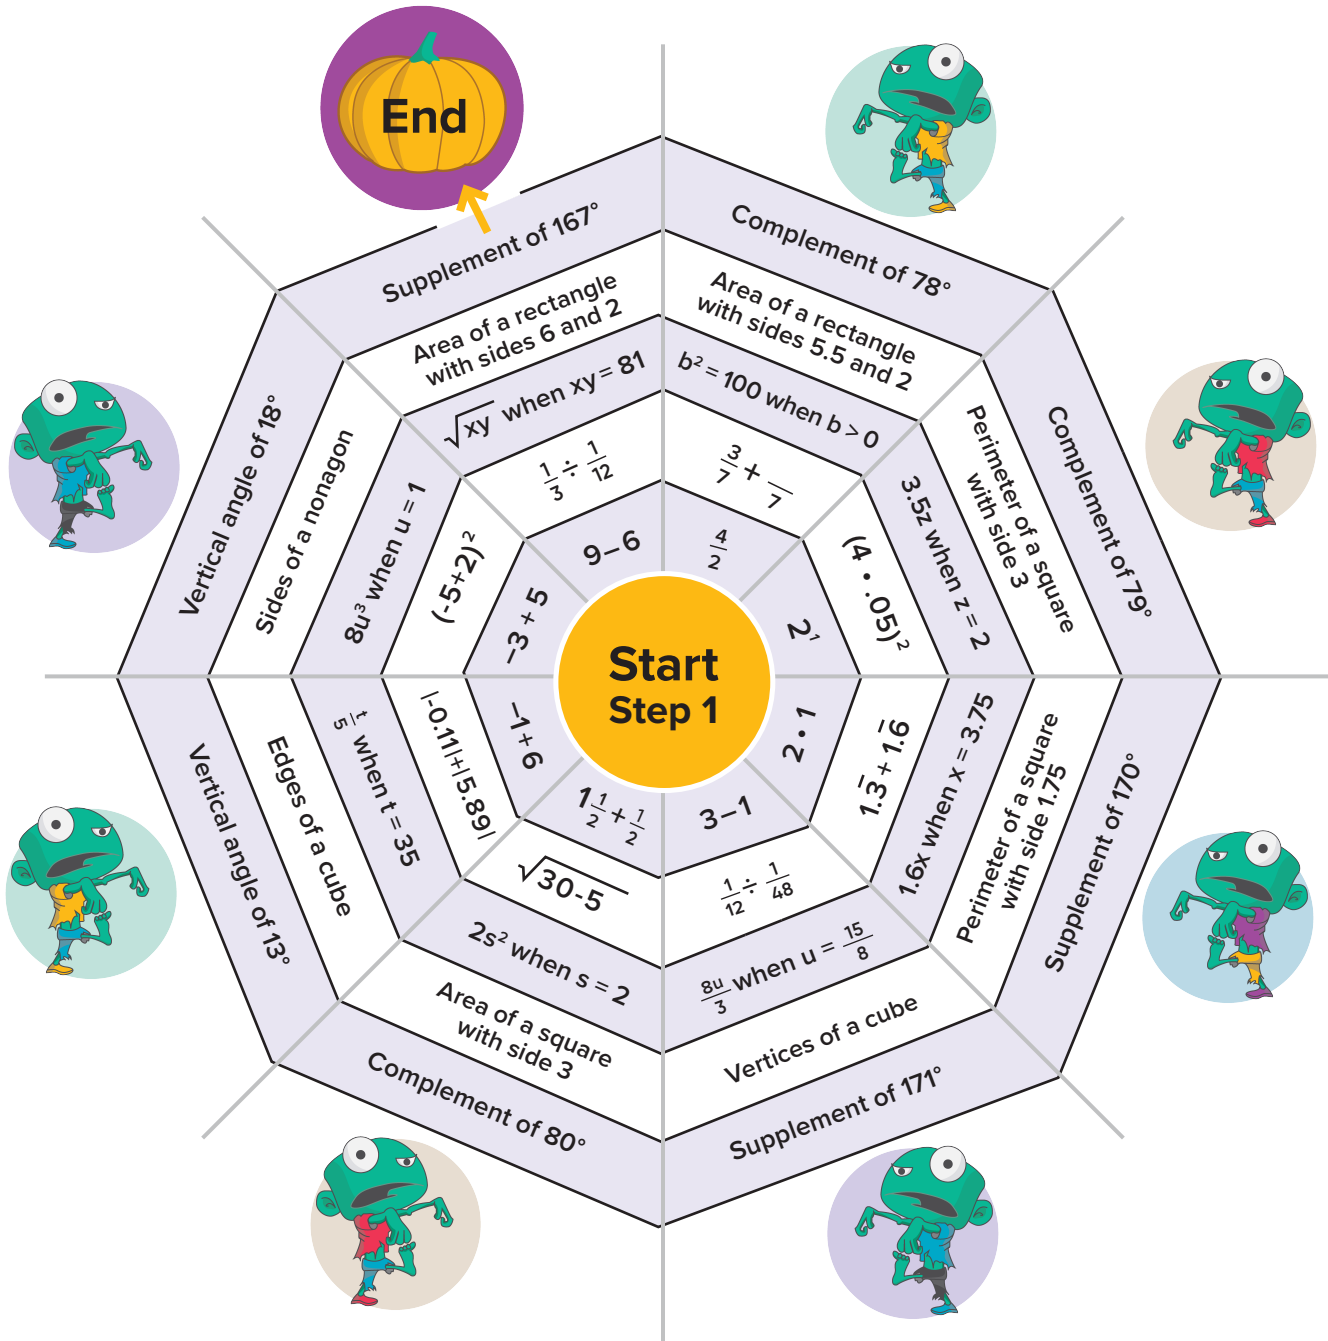 End
Supplement of 167°
Complement of 78°
Area of a rectangle
with sides 6 and 2
Area of a rectangle
with sides 5.5 and 2
√xy when xy = 81
b² = 100 when b > 0
1/3 ÷ 1/12
3/7 + _/7
9–6
4/2
Vertical angle of 18°
Sides of a nonagon
8u³ when u = 1
(-5+2)²
–3 + 5
2¹
(4 • .05)²
3.5z when z = 2
Perimeter of a square
with side 3
Complement of 79°
Start
Step 1
Vertical angle of 13°
Edges of a cube
t/5 when t = 35
|-0.11|+|5.89|
–1+6
2 • 1
1.3̅ + 1.6̅
1.6x when x = 3.75
Perimeter of a square
with side 1.75
Supplement of 170°
1 1/2 + 1/2
3–1
√30-5
1/12 ÷ 1/48
2s² when s = 2
8u/3 when u = 15/8
Area of a square
with side 3
Vertices of a cube
Complement of 80°
Supplement of 171°